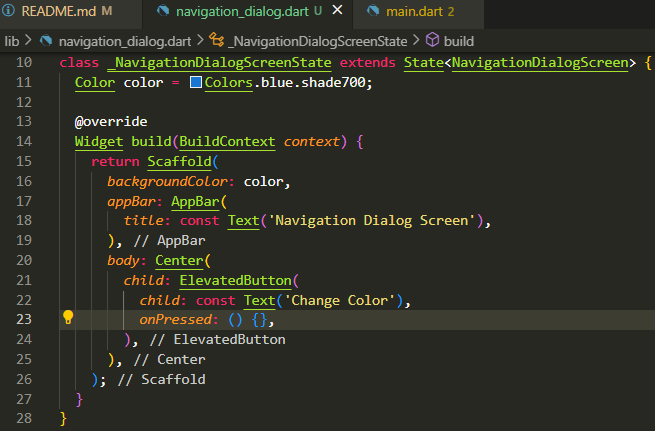 README.md M navigation_dialog.dart U main.dart 2
lib > navigation_dialog.dart > _NavigationDialogScreenState > build
10 class _NavigationDialogScreenState extends State<NavigationDialogScreen> {
11   Color color = Colors.blue.shade700;
12
13   @override
14   Widget build(BuildContext context) {
15     return Scaffold(
16       backgroundColor: color,
17       appBar: AppBar(
18         title: const Text('Navigation Dialog Screen'),
19       ), // AppBar
20       body: Center(
21         child: ElevatedButton(
22           child: const Text('Change Color'),
23           onPressed: () {},
24         ), // ElevatedButton
25       ), // Center
26     ); // Scaffold
27   }
28 }